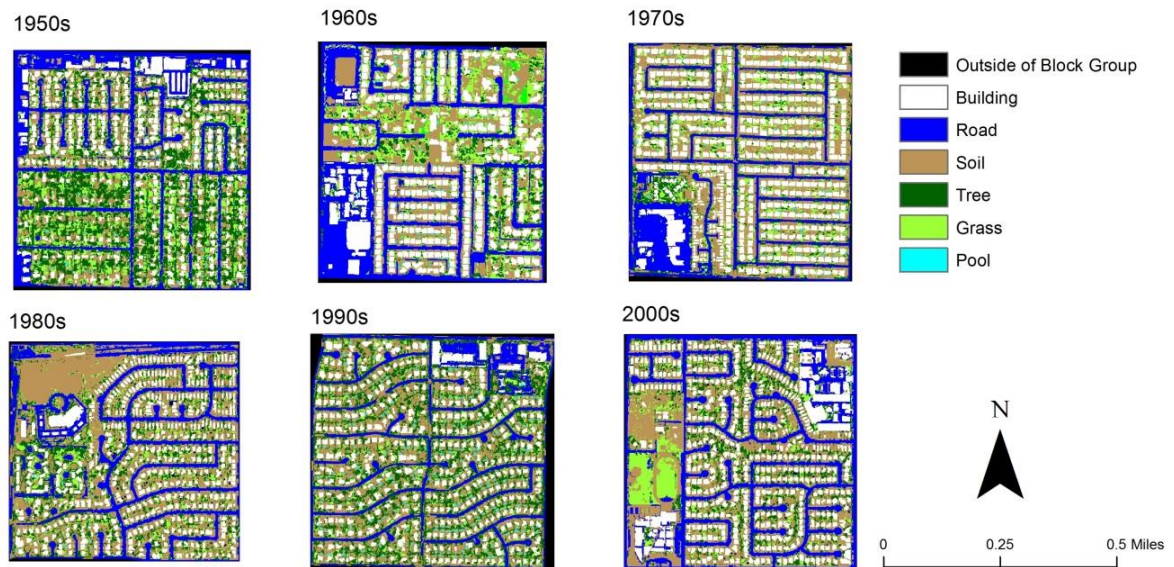 1950s
1960s
1970s
Outside of Block Group
Building
Road
Soil
Tree
Grass
Pool
1980s
1990s
2000s
N
0 0.25 0.5 Miles